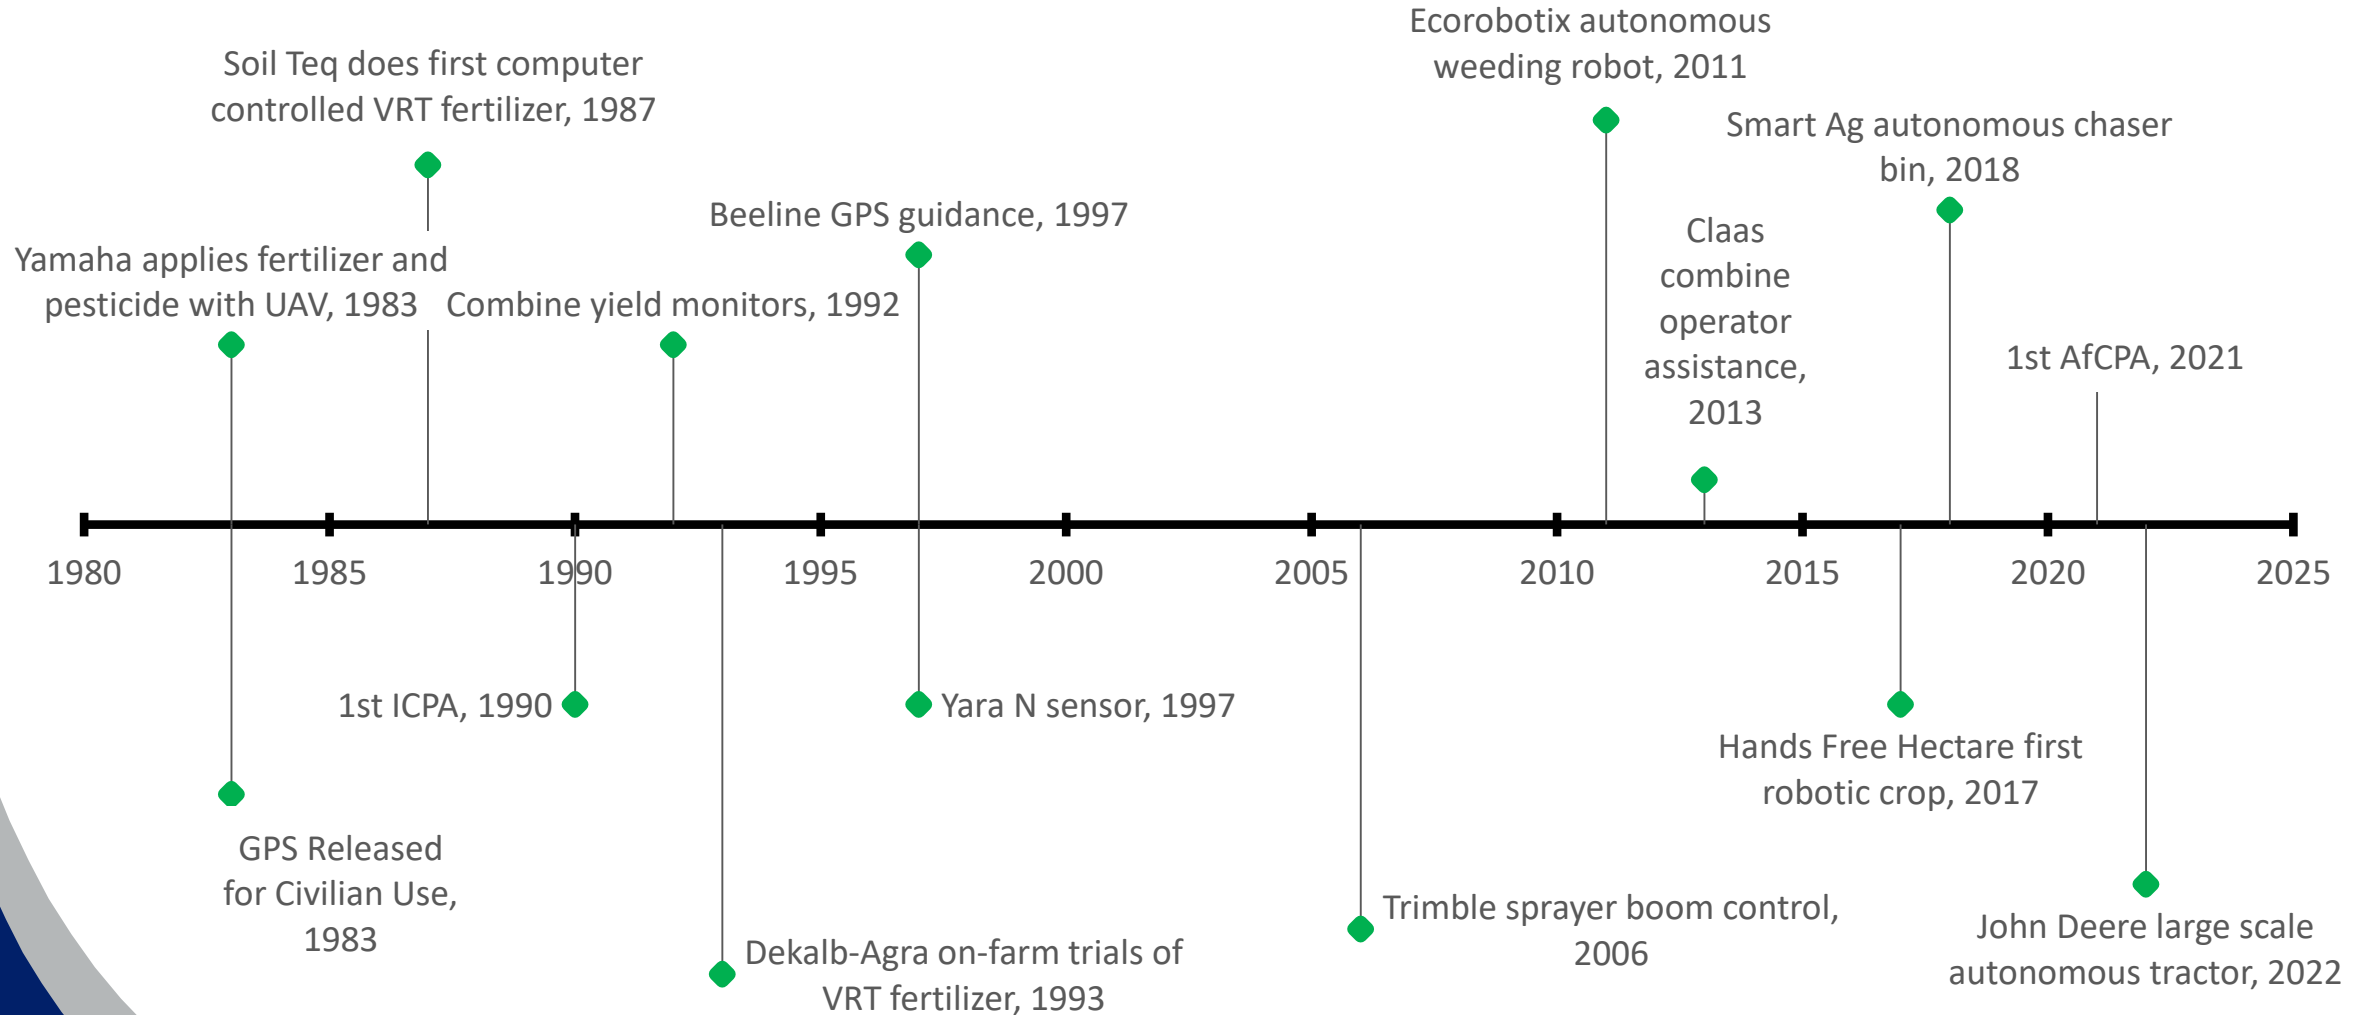 Ecorobotix autonomous
weeding robot, 2011
Soil Teq does first computer
controlled VRT fertilizer, 1987
Smart Ag autonomous chaser
bin, 2018
Beeline GPS guidance, 1997
Claas
combine
operator
assistance,
2013
Yamaha applies fertilizer and
pesticide with UAV, 1983
Combine yield monitors, 1992
1st AfCPA, 2021
1980
1985
1990
1995
2000
2005
2010
2015
2020
2025
1st ICPA, 1990
Yara N sensor, 1997
Hands Free Hectare first
robotic crop, 2017
GPS Released
for Civilian Use,
1983
Trimble sprayer boom control,
2006
Dekalb-Agra on-farm trials of
VRT fertilizer, 1993
John Deere large scale
autonomous tractor, 2022